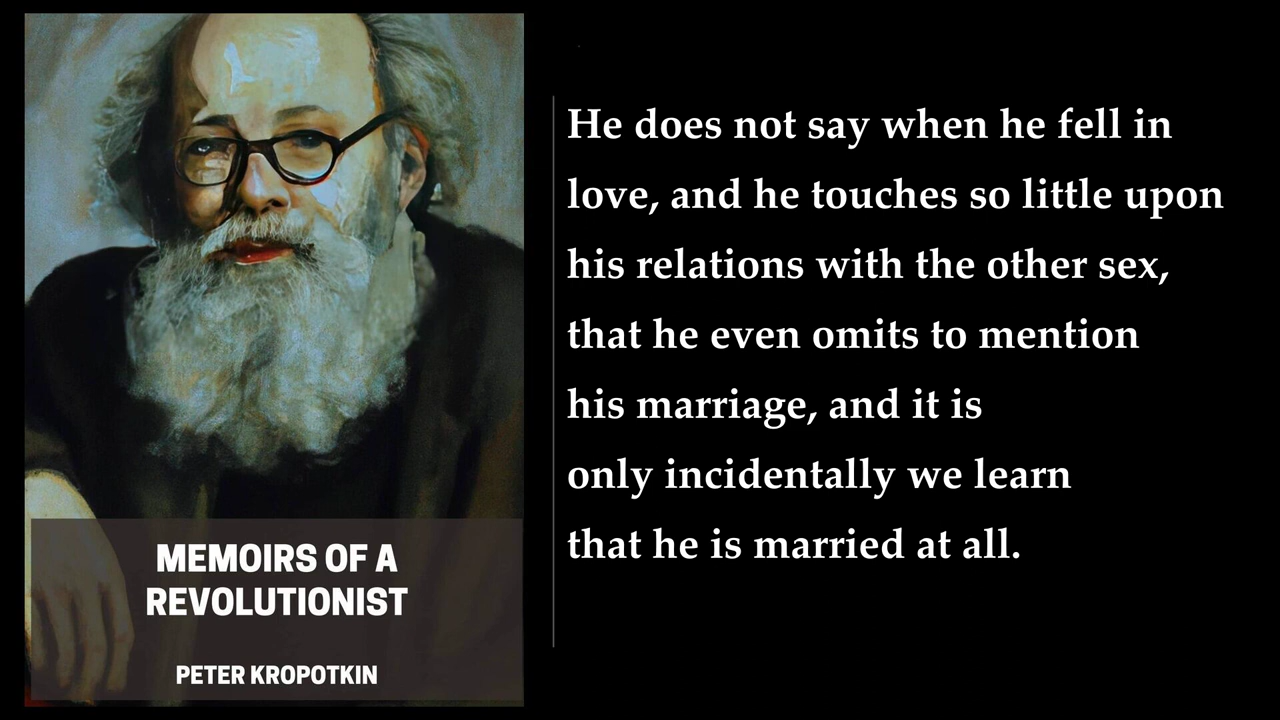 MEMOIRS OF A
REVOLUTIONIST
PETER KROPOTKIN
He does not say when he fell in
love, and he touches so little upon
his relations with the other sex,
that he even omits to mention
his marriage, and it is
only incidentally we learn
that he is married at all.